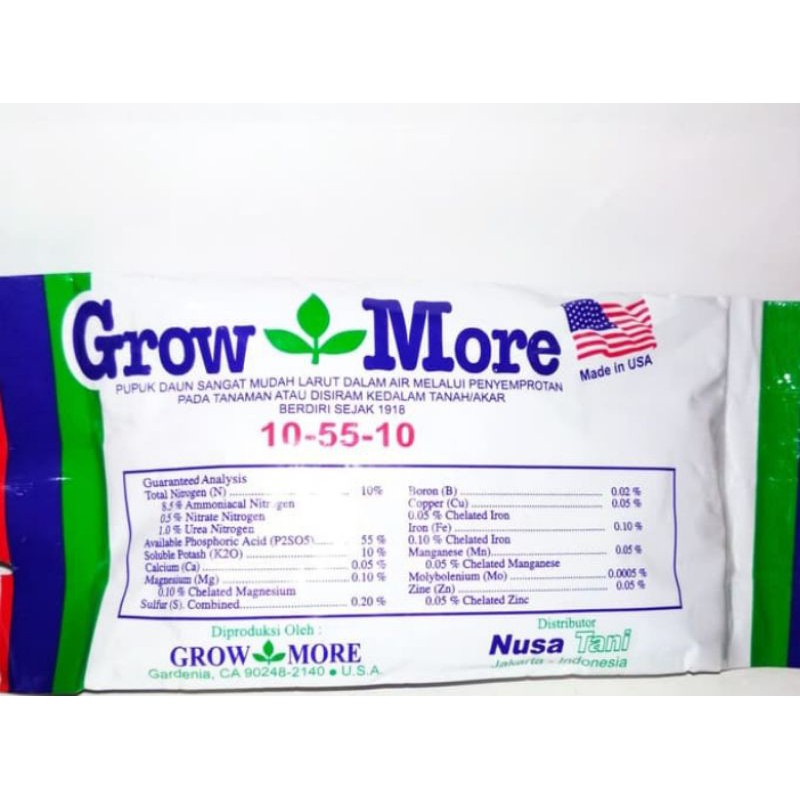 Grow More
Made in USA
PUPUK DAUN SANGAT MUDAH LARUT DALAM AIR MELALUI PENYEMPROTAN
PADA TANAMAN ATAU DISIRAM KEDALAM TANAH/AKAR
BERDIRI SEJAK 1918
10-55-10
Guaranteed Analysis
Total Nitrogen (N) ........ 10%
8.5 % Ammoniacal Nitrogen
0.5 % Nitrate Nitrogen
1.0 % Urea Nitrogen
Available Phosphoric Acid (P2SO5) ........ 55 %
Soluble Potash (K2O) ........ 10 %
Calcium (Ca) ........ 0.05 %
Magnesium (Mg) ........ 0.10 %
0.10 % Chelated Magnesium
Sulfur (S). Combined ........ 0.20 %
Boron (B) ........ 0.02 %
Copper (Cu) ........ 0.05 %
0.05 % Chelated Iron
Iron (Fe) ........ 0.10 %
0.10 % Chelated Iron
Manganese (Mn) ........ 0.05 %
0.05 % Chelated Manganese
Molybolenium (Mo) ........ 0.0005 %
Zine (Zn) ........ 0.05 %
0.05 % Chelated Zinc
Diproduksi Oleh :
GROW MORE
Gardenia, CA 90248-2140 • U.S.A.
Distributor
Nusa Tani
Jakarta - Indonesia